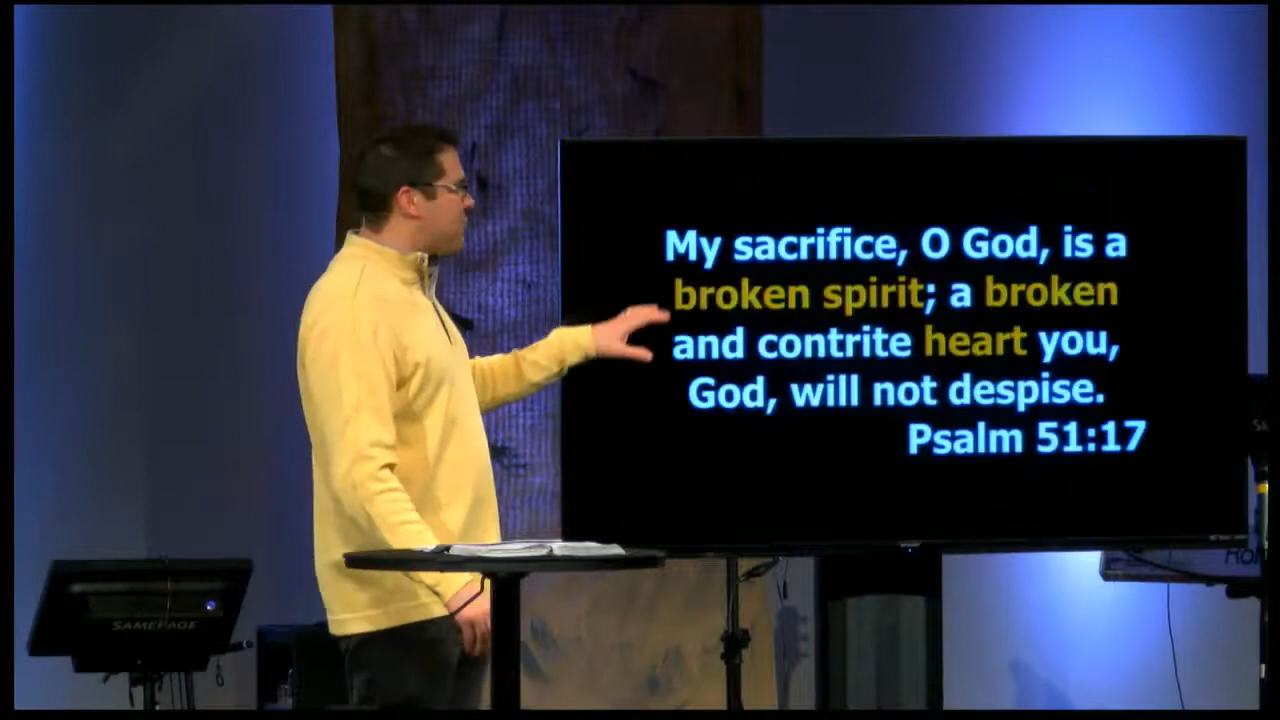 My sacrifice, O God, is a
broken spirit; a broken
and contrite heart you,
God, will not despise.
Psalm 51:17
SAMEPAGE